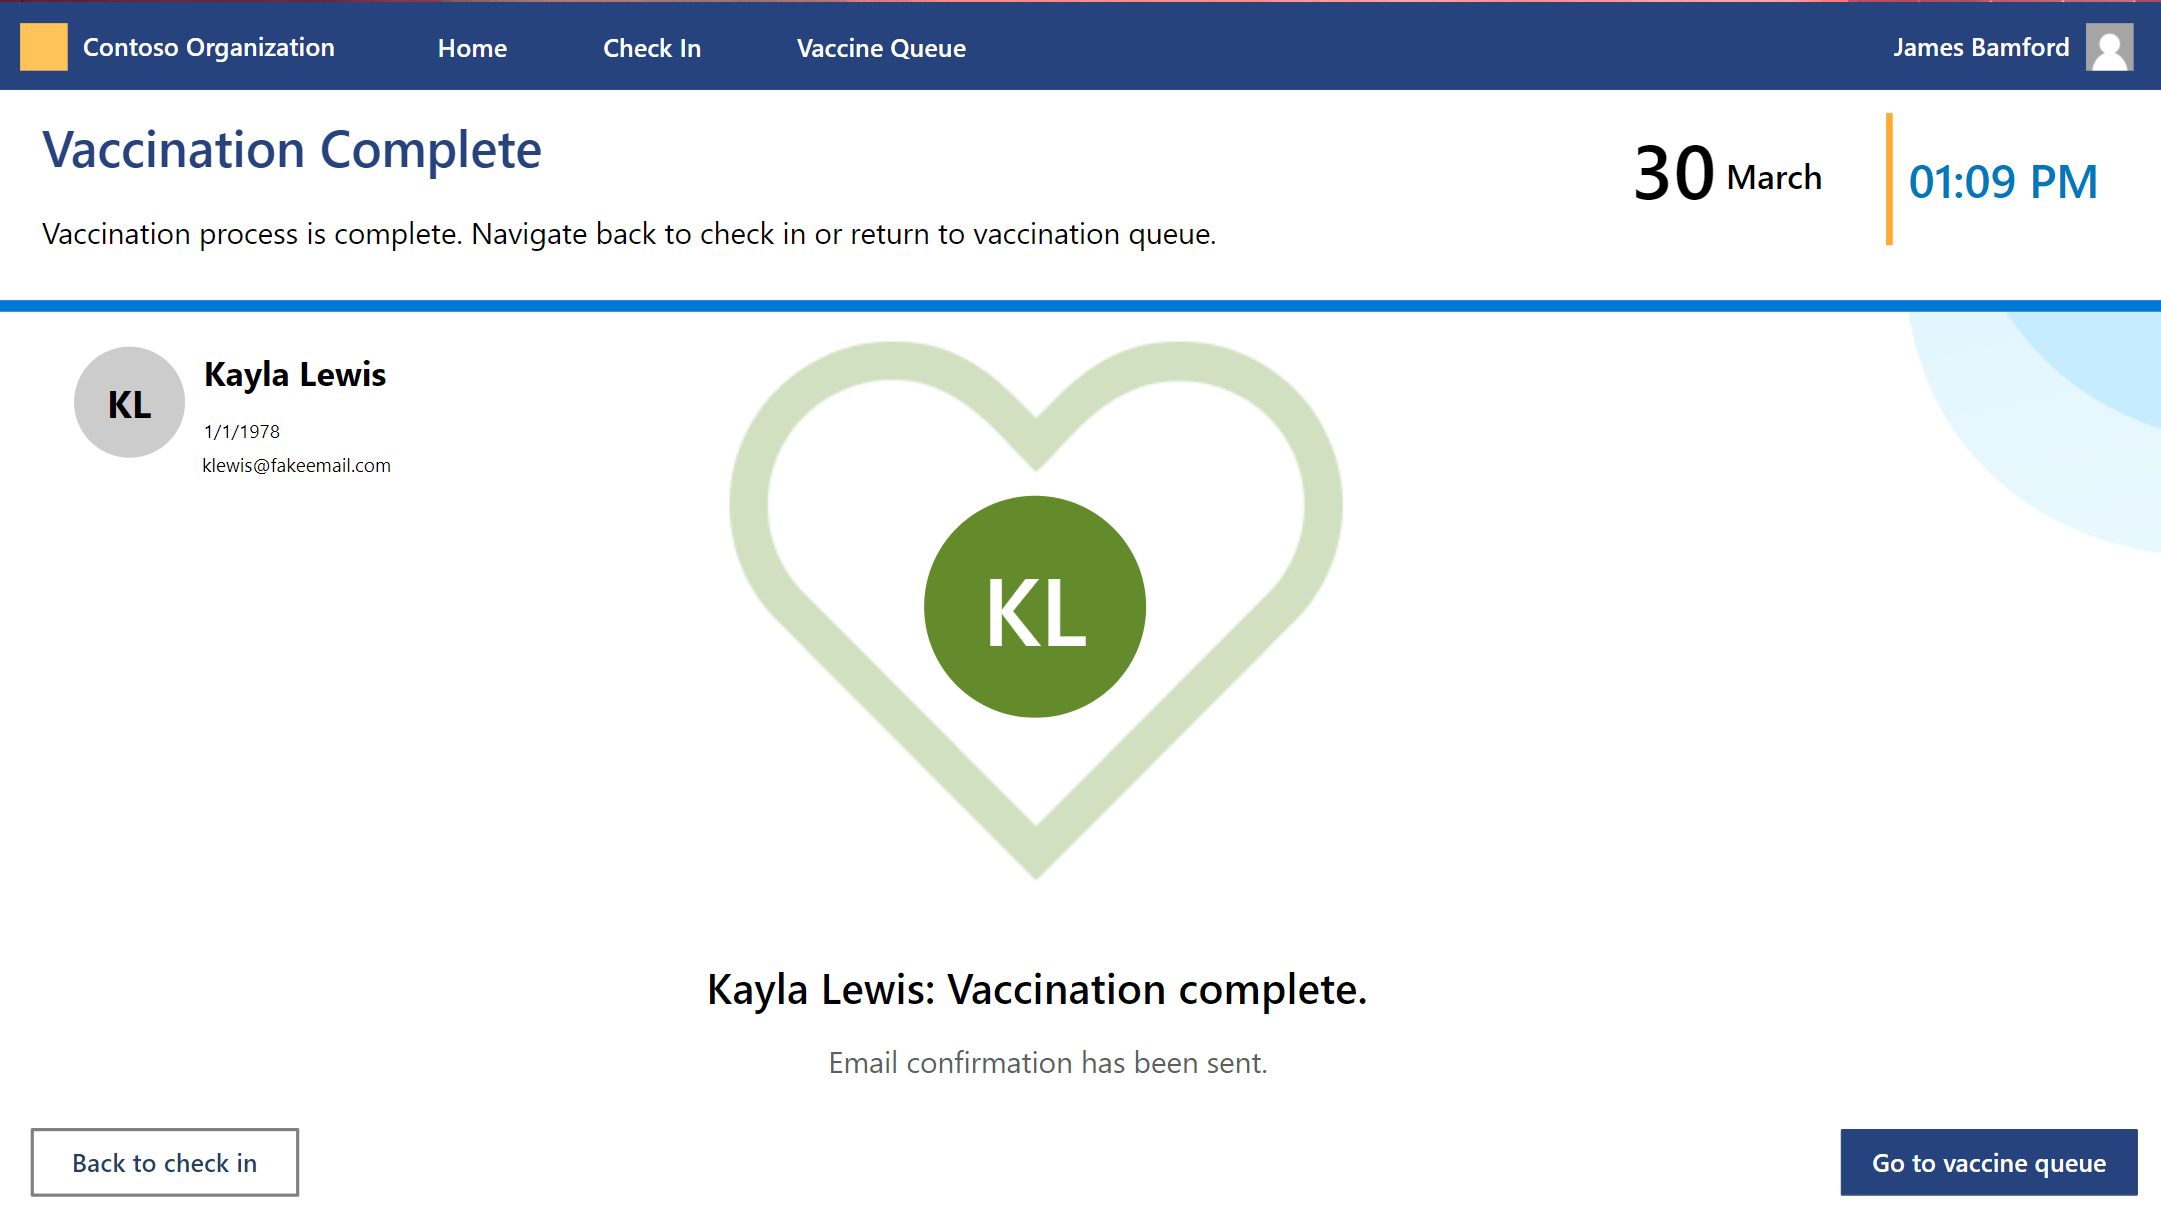 Contoso Organization
Home
Check In
Vaccine Queue
James Bamford
Vaccination Complete
30 March
01:09 PM
Vaccination process is complete. Navigate back to check in or return to vaccination queue.
KL
Kayla Lewis
1/1/1978
klewis@fakeemail.com
KL
Kayla Lewis: Vaccination complete.
Email confirmation has been sent.
Back to check in
Go to vaccine queue